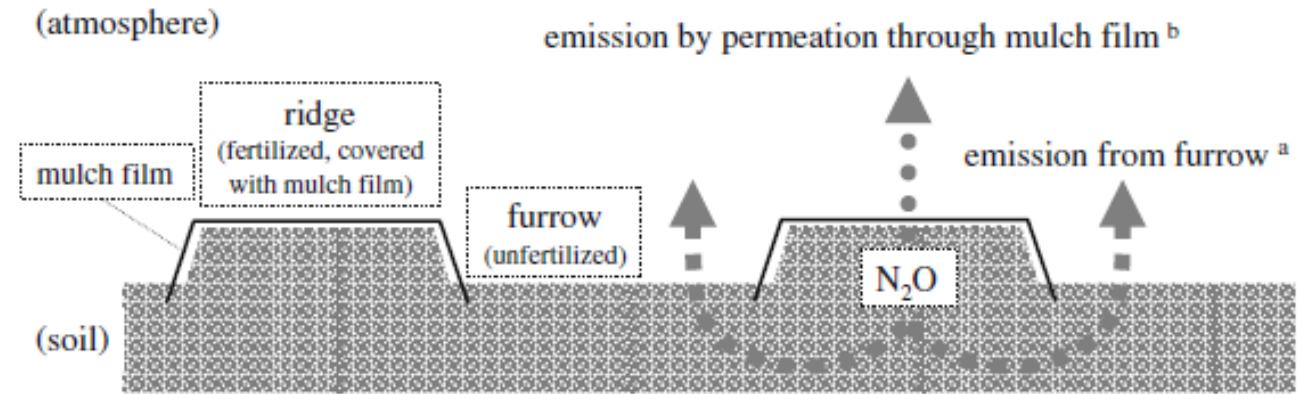 (atmosphere)
emission by permeation through mulch film ᵇ
ridge
(fertilized, covered
with mulch film)
mulch film
emission from furrow ᵃ
furrow
(unfertilized)
N₂O
(soil)